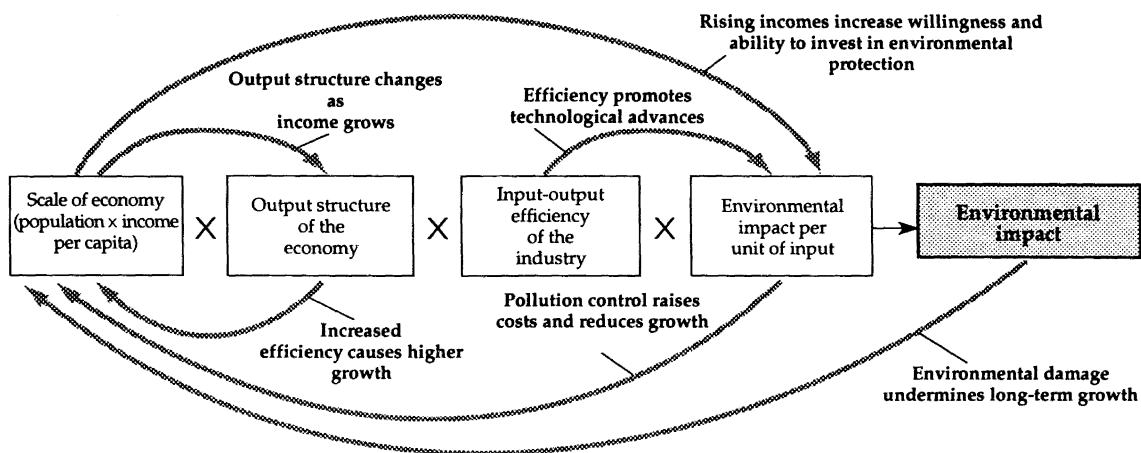 Rising incomes increase willingness and
ability to invest in environmental
protection
Output structure changes
as
income grows
Efficiency promotes
technological advances
Scale of economy
(population x income
per capita)
X
Output structure
of the
economy
X
Input-output
efficiency
of the
industry
X
Environmental
impact per
unit of input
Environmental
impact
Increased
efficiency causes higher
growth
Pollution control raises
costs and reduces growth
Environmental damage
undermines long-term growth